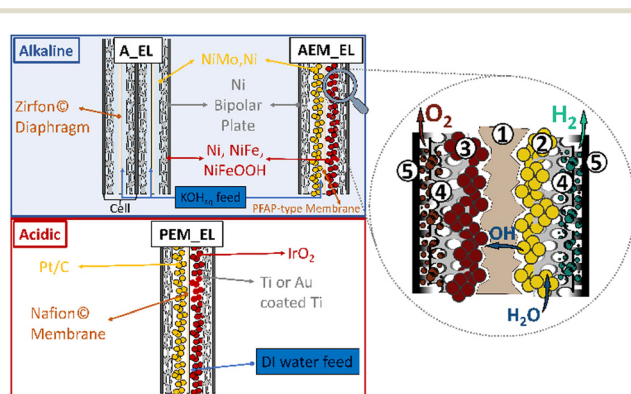 Alkaline
A_EL
AEM_EL
NiMo,Ni
Zirfon©
Diaphragm
Ni
Bipolar
Plate
Ni, NiFe,
NiFeOOH
KOHaq feed
Cell
PFAP-type Membrane
Acidic
PEM_EL
Pt/C
IrO2
Ti or Au
coated Ti
Nafion©
Membrane
DI water feed
O2
H2
1
2
3
4
4
5
5
OH-
H2O